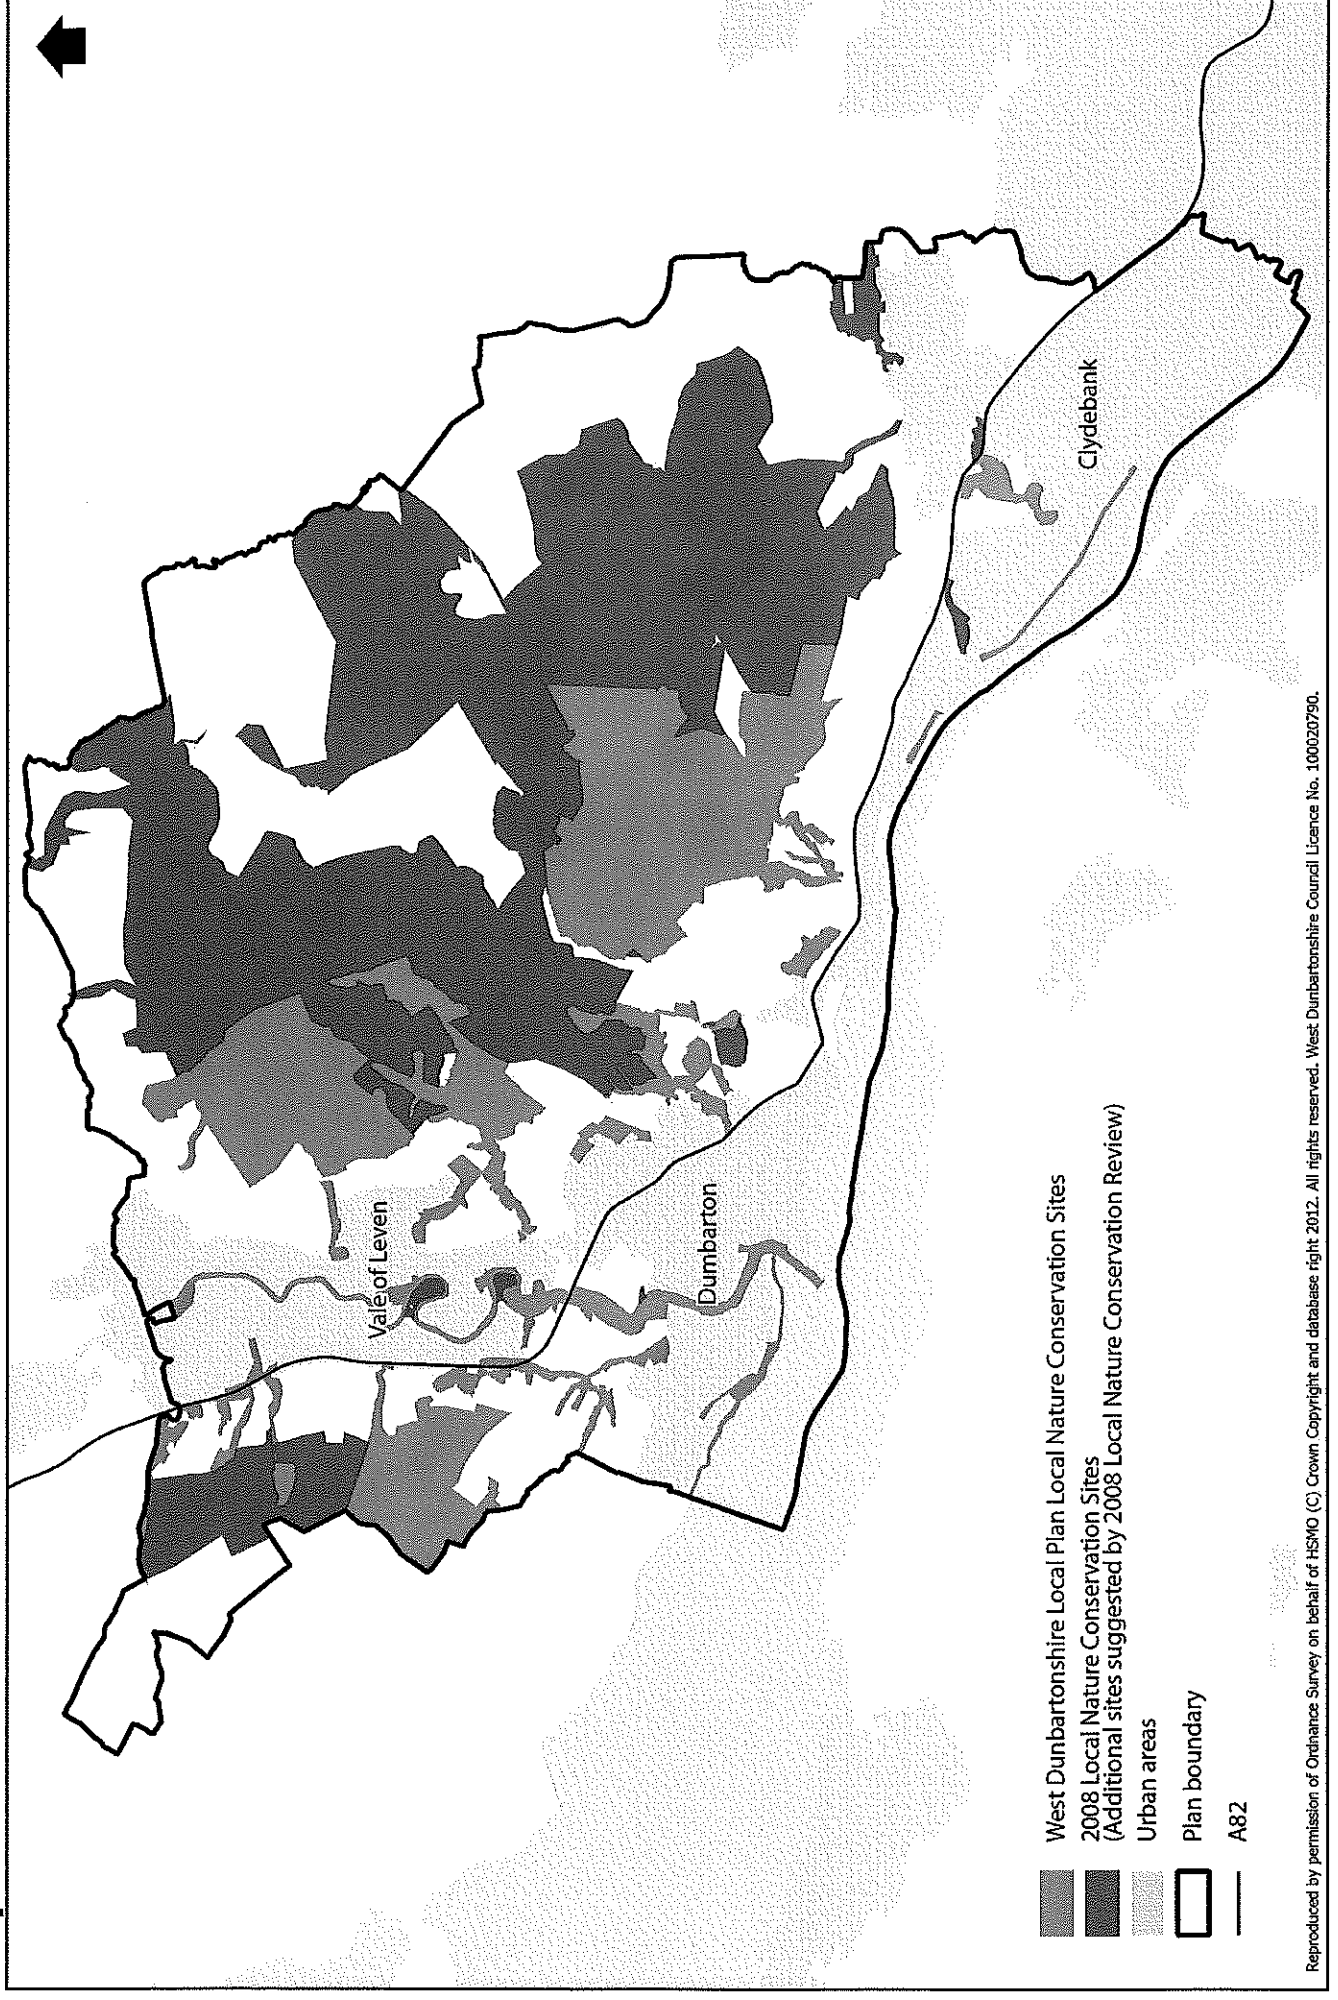 Vale of Leven
Dumbarton
Clydebank
West Dunbartonshire Local Plan Local Nature Conservation Sites
2008 Local Nature Conservation Sites
(Additional sites suggested by 2008 Local Nature Conservation Review)
Urban areas
Plan boundary
A82
Reproduced by permission of Ordnance Survey on behalf of HSMO (C) Crown Copyright and database right 2012. All rights reserved. West Dunbartonshire Council Licence No. 100020790.